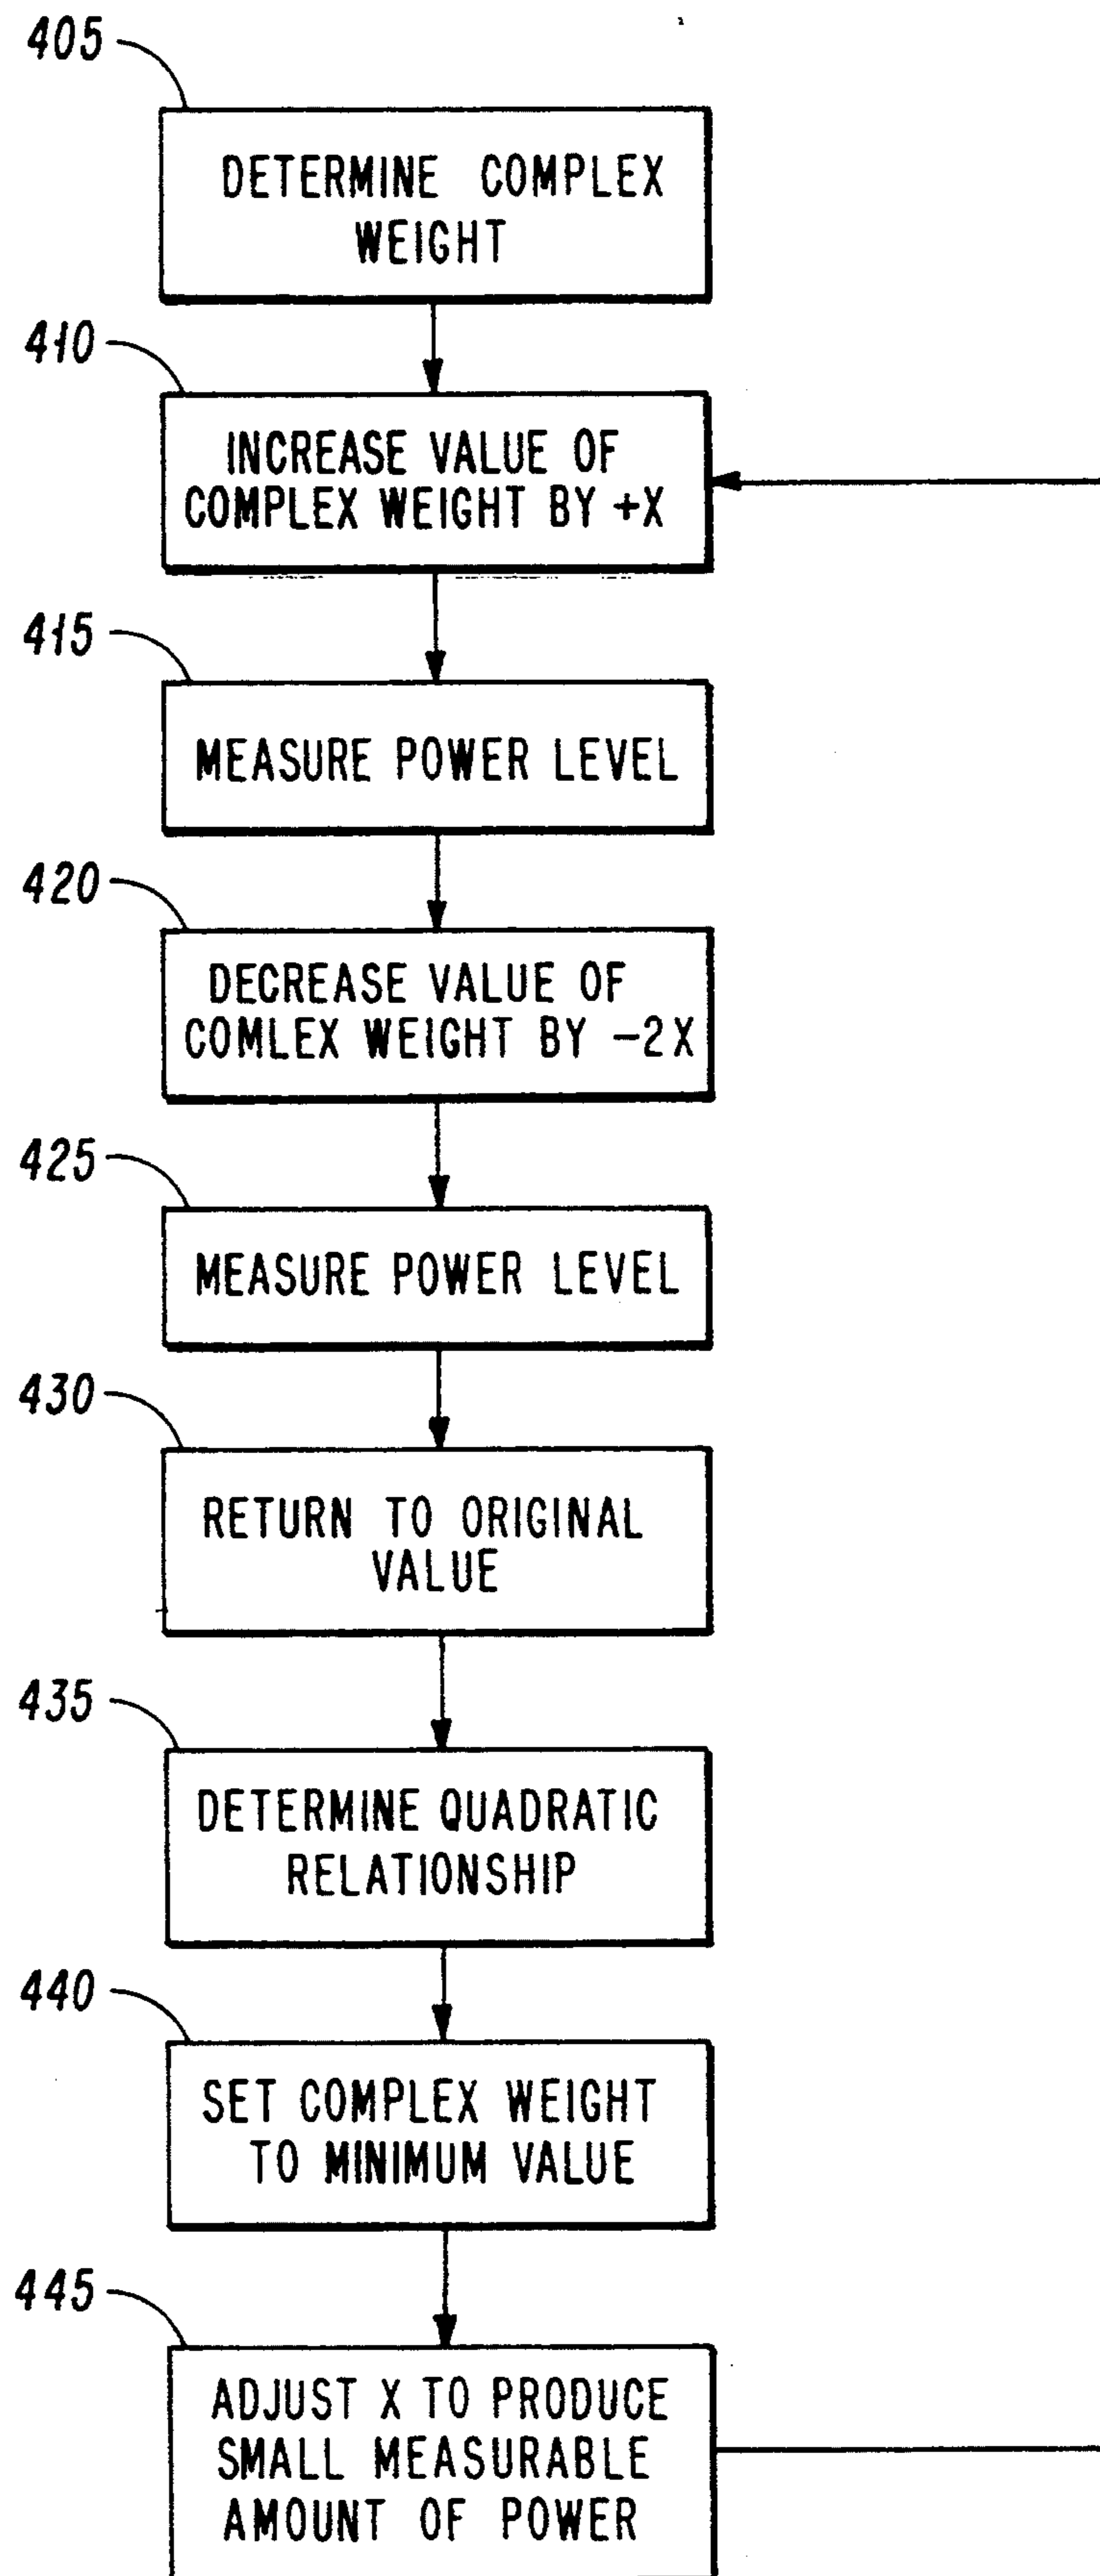 405
DETERMINE COMPLEX
WEIGHT
410
INCREASE VALUE OF
COMPLEX WEIGHT BY +X
415
MEASURE POWER LEVEL
420
DECREASE VALUE OF
COMLEX WEIGHT BY -2X
425
MEASURE POWER LEVEL
430
RETURN TO ORIGINAL
VALUE
435
DETERMINE QUADRATIC
RELATIONSHIP
440
SET COMPLEX WEIGHT
TO MINIMUM VALUE
445
ADJUST X TO PRODUCE
SMALL MEASURABLE
AMOUNT OF POWER